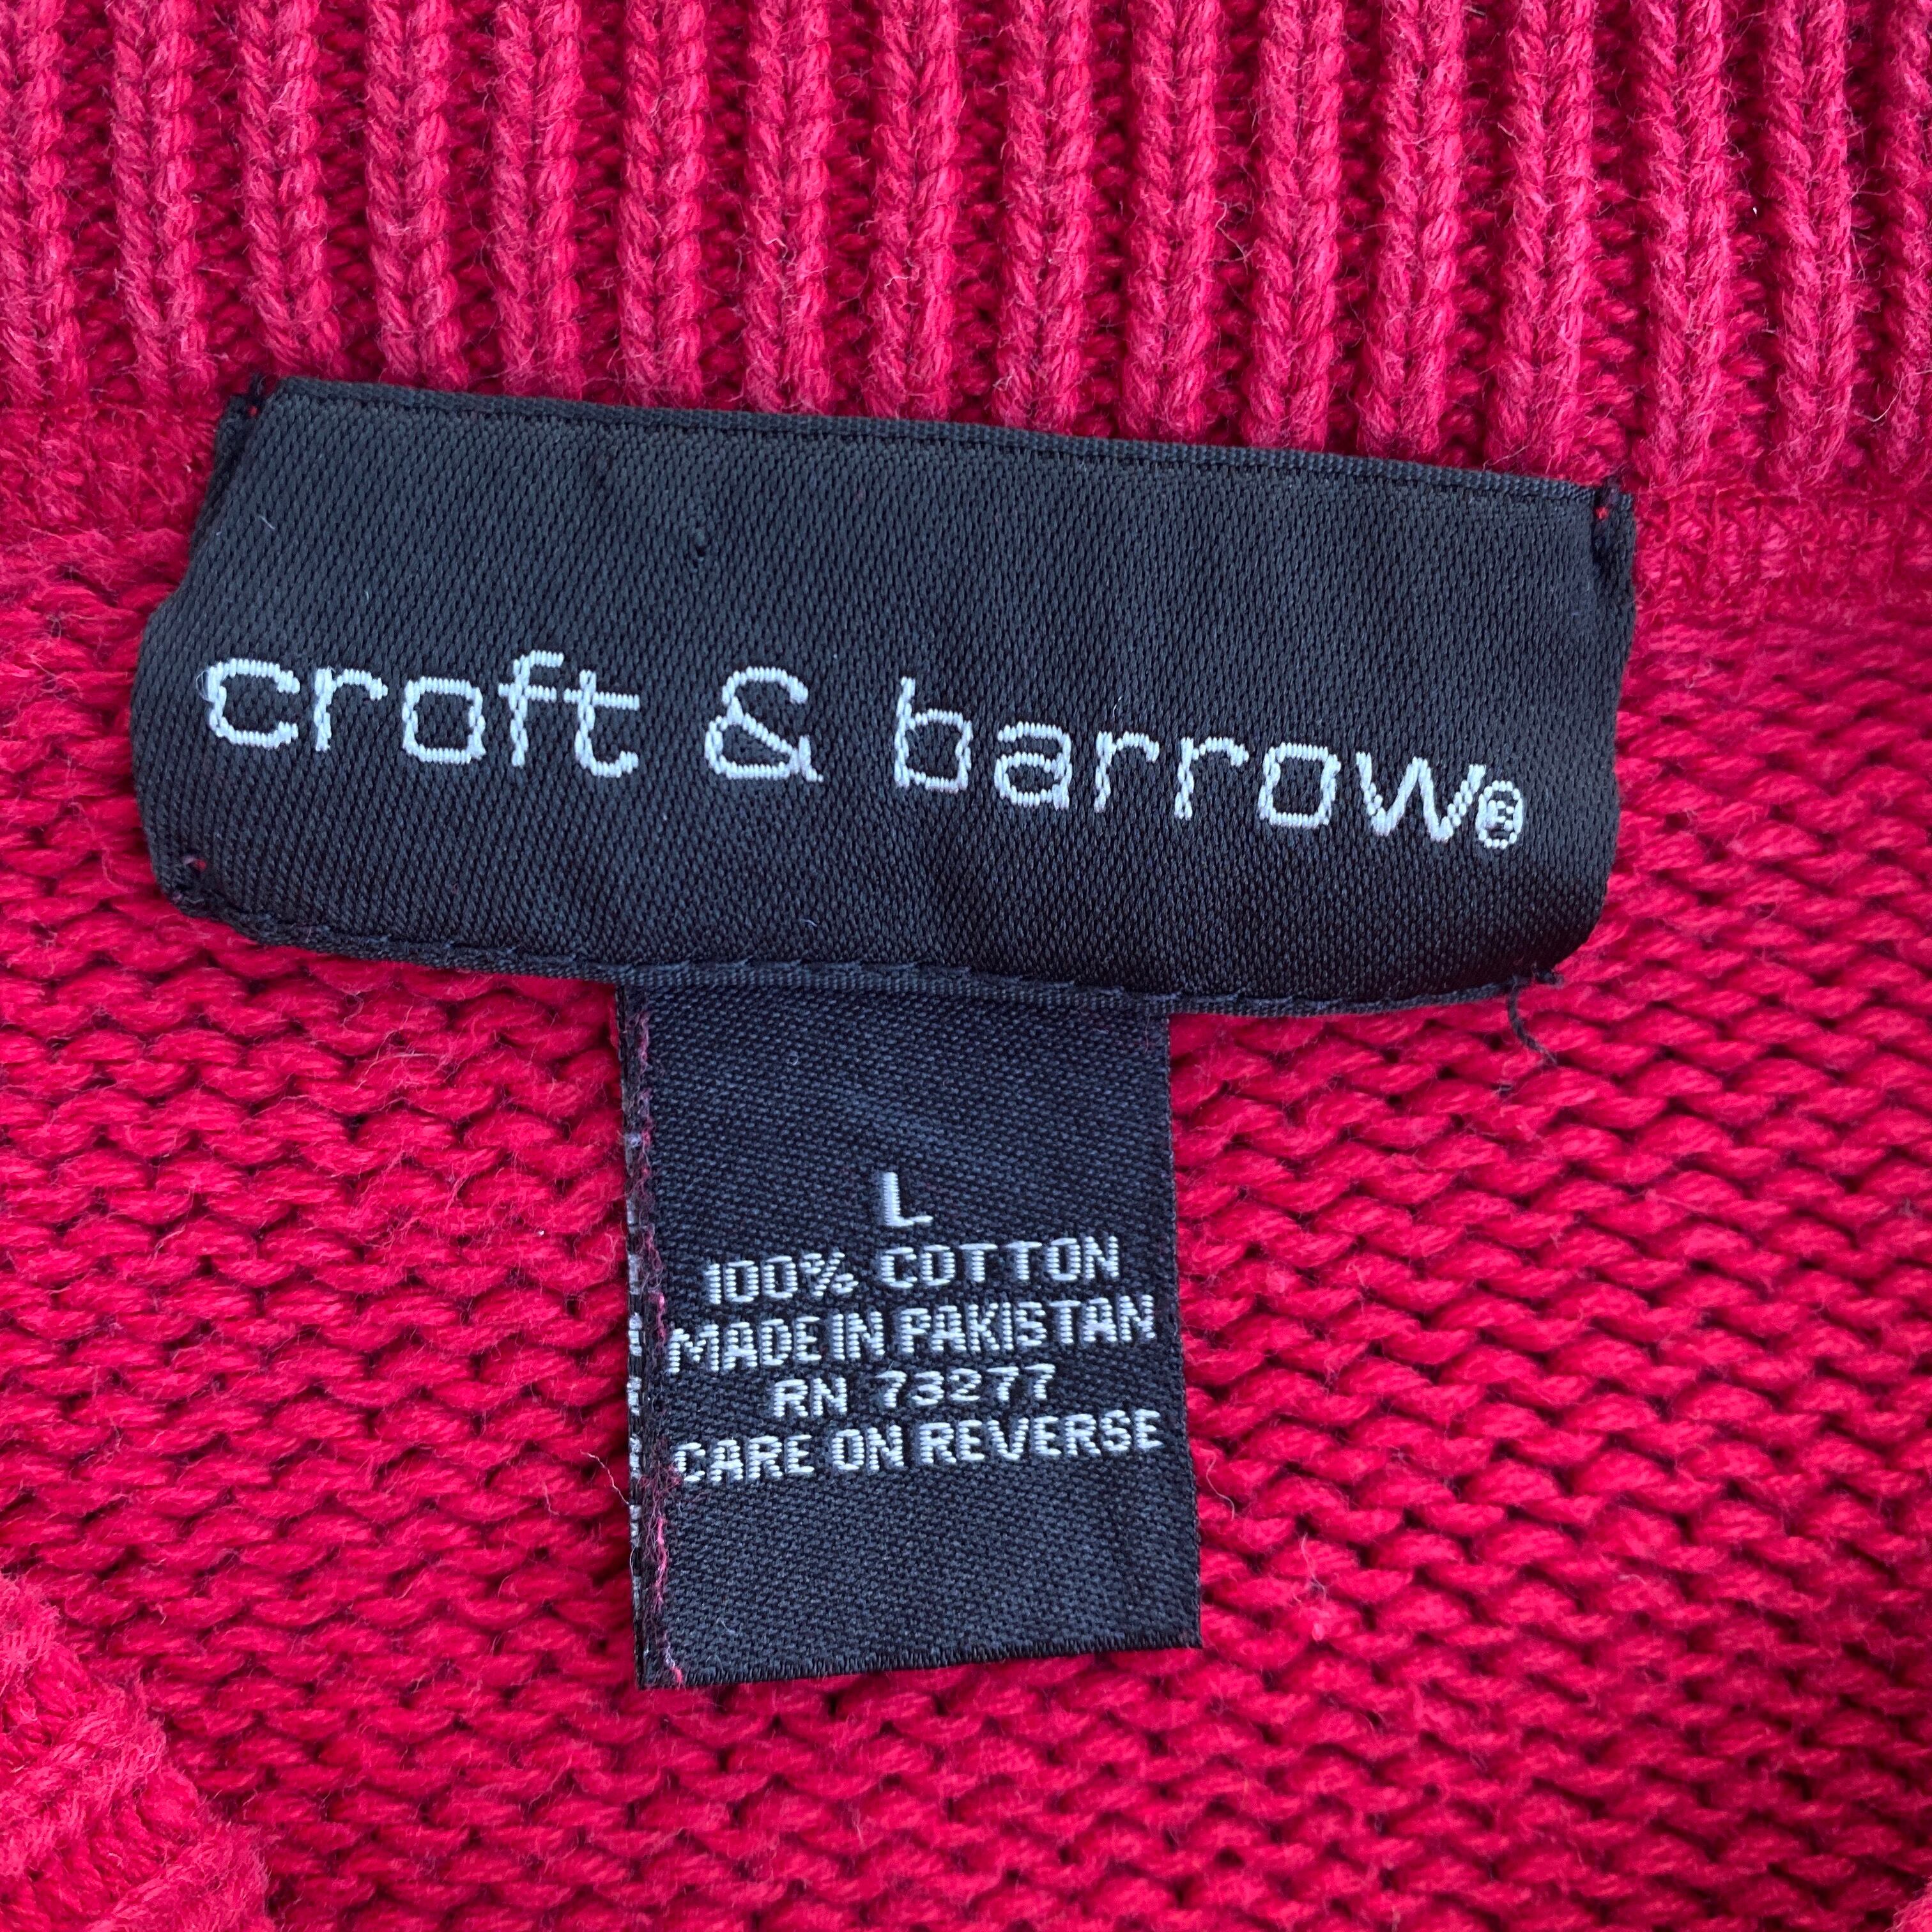 croft & barrow®
L
100% COTTON
MADE IN PAKISTAN
RN 73277
CARE ON REVERSE